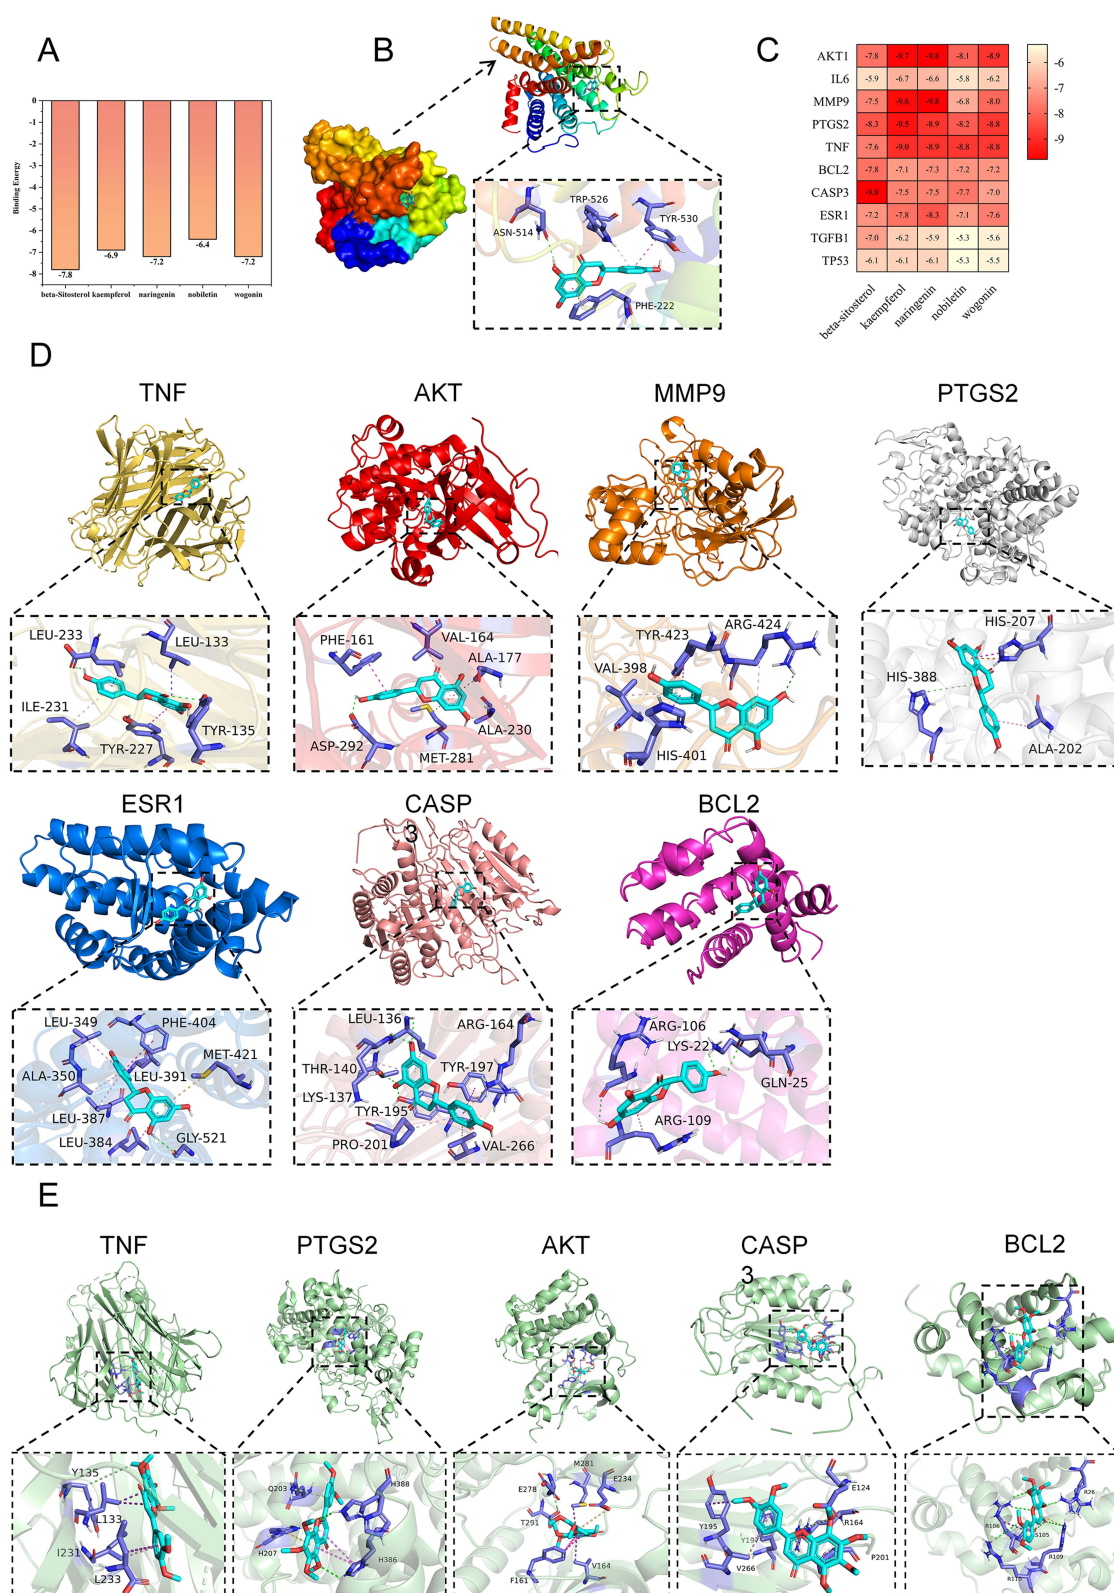 A
0
-1
-2
-3
-4
-5
-6
-7
-8
Binding Energy
-7.8
-6.9
-7.2
-6.4
-7.2
beta-Sitosterol
kaempferol
naringenin
nobiletin
wogonin
B
ASN-514
TRP-526
TYR-530
PHE-222
C
AKT1 -7.8 -9.7 -9.8 -8.1 -8.9
IL6 -5.9 -6.7 -6.6 -5.8 -6.2
MMP9 -7.5 -9.6 -9.8 -6.8 -8.0
PTGS2 -8.3 -9.5 -8.9 -8.2 -8.8
TNF -7.6 -9.0 -8.9 -8.8 -8.8
BCL2 -7.8 -7.1 -7.3 -7.2 -7.2
CASP3 -9.8 -7.5 -7.5 -7.7 -7.0
ESR1 -7.2 -7.8 -8.3 -7.1 -7.6
TGFB1 -7.0 -6.2 -5.9 -5.3 -5.6
TP53 -6.1 -6.1 -6.1 -5.3 -5.5
beta-sitosterol
kaempferol
naringenin
nobiletin
wogonin
-6
-7
-8
-9
D
TNF
AKT
MMP9
PTGS2
LEU-233
LEU-133
ILE-231
TYR-227
TYR-135
PHE-161
VAL-164
ALA-177
ALA-230
ASP-292
MET-281
TYR-423
ARG-424
VAL-398
HIS-401
HIS-207
HIS-388
ALA-202
ESR1
CASP
3
BCL2
LEU-349
PHE-404
MET-421
ALA-350
LEU-391
LEU-387
LEU-384
GLY-521
LEU-136
ARG-164
THR-140
TYR-197
LYS-137
TYR-195
PRO-201
VAL-266
ARG-106
LYS-22
GLN-25
ARG-109
E
TNF
PTGS2
AKT
CASP
3
BCL2
Y135
L133
I231
L233
Q203
H388
H207
H386
M281
E278
E234
T291
F161
V164
E124
Y195
R164
V266
P201
R26
R106
S105
R109
R110